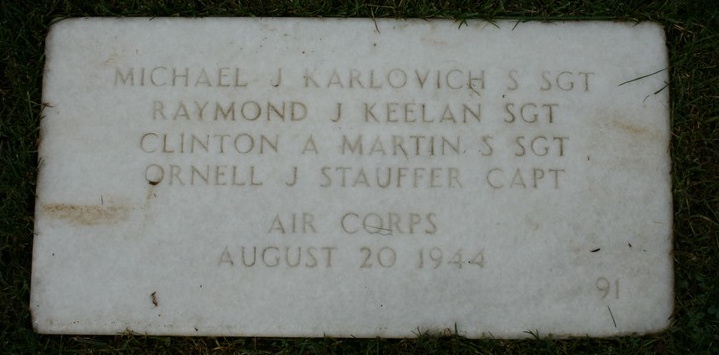 MICHAEL J KARLOVICH S SGT
RAYMOND J KEELAN SGT
CLINTON A MARTIN S SGT
ORNELL J STAUFFER CAPT
AIR CORPS
AUGUST 20 1944
91